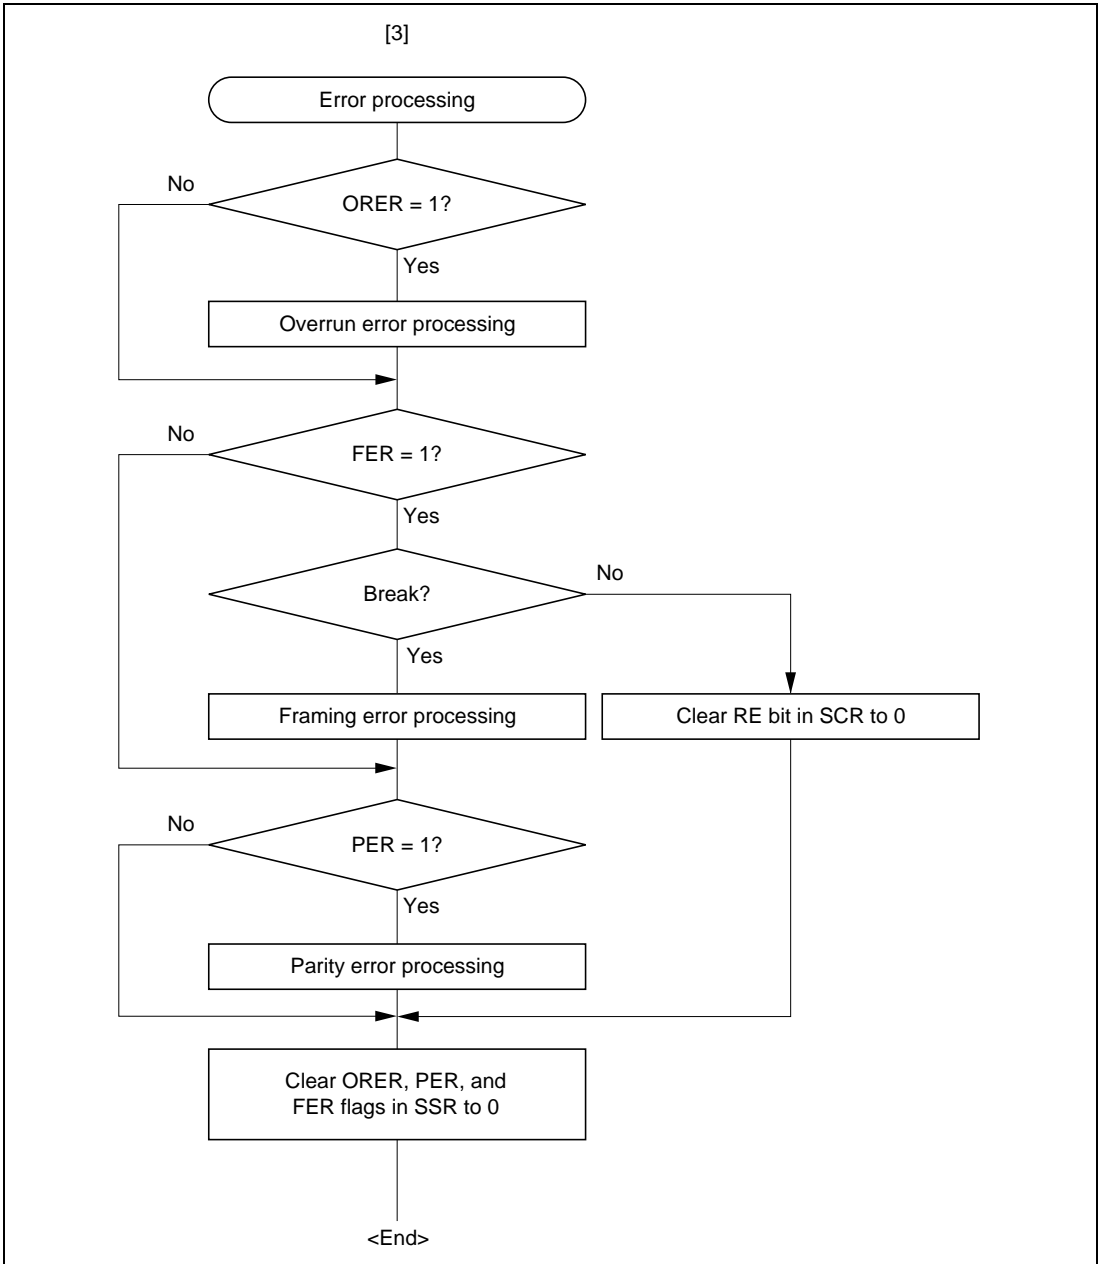 [3]
Error processing
No
ORER = 1?
Yes
Overrun error processing
No
FER = 1?
Yes
Break?
No
Yes
Framing error processing
Clear RE bit in SCR to 0
No
PER = 1?
Yes
Parity error processing
Clear ORER, PER, and
FER flags in SSR to 0
<End>